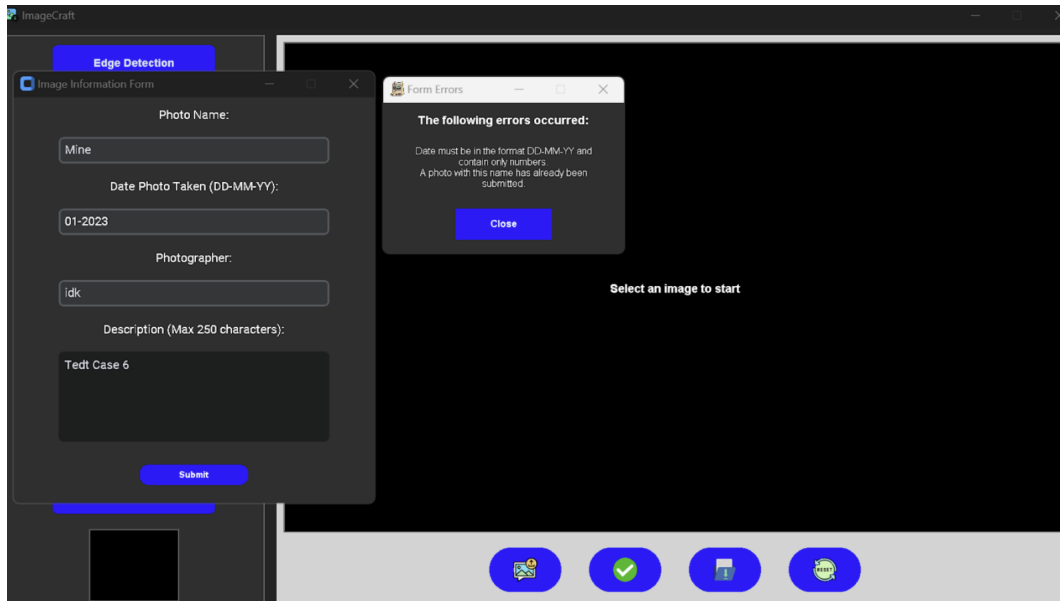 ImageCraft
Edge Detection
Image Information Form
Photo Name:
Mine
Date Photo Taken (DD-MM-YY):
01-2023
Photographer:
idk
Description (Max 250 characters):
Tedt Case 6
Submit
Form Errors
The following errors occurred:
Date must be in the format DD-MM-YY and
contain only numbers.
A photo with this name has already been
submitted.
Close
Select an image to start
RESET